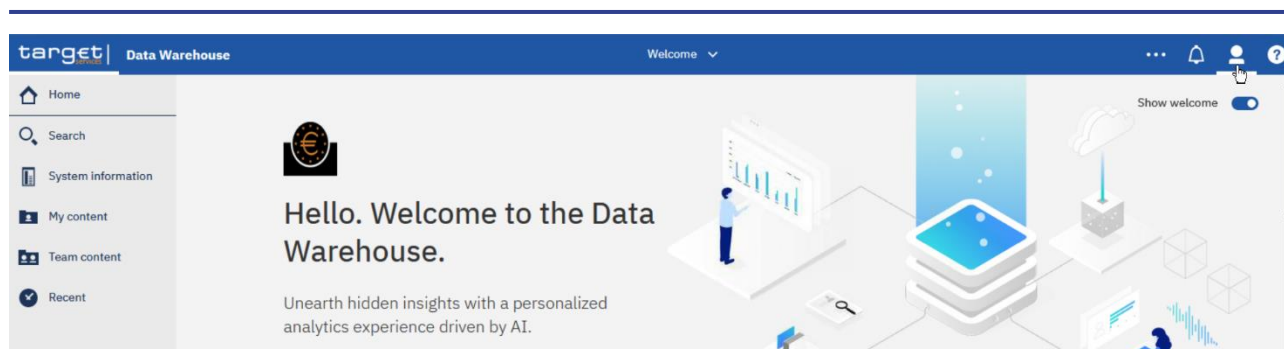 target services | Data Warehouse
Welcome
Home
Show welcome
Search
System information
My content
Hello. Welcome to the Data
Warehouse.
Team content
Recent
Unearth hidden insights with a personalized
analytics experience driven by AI.